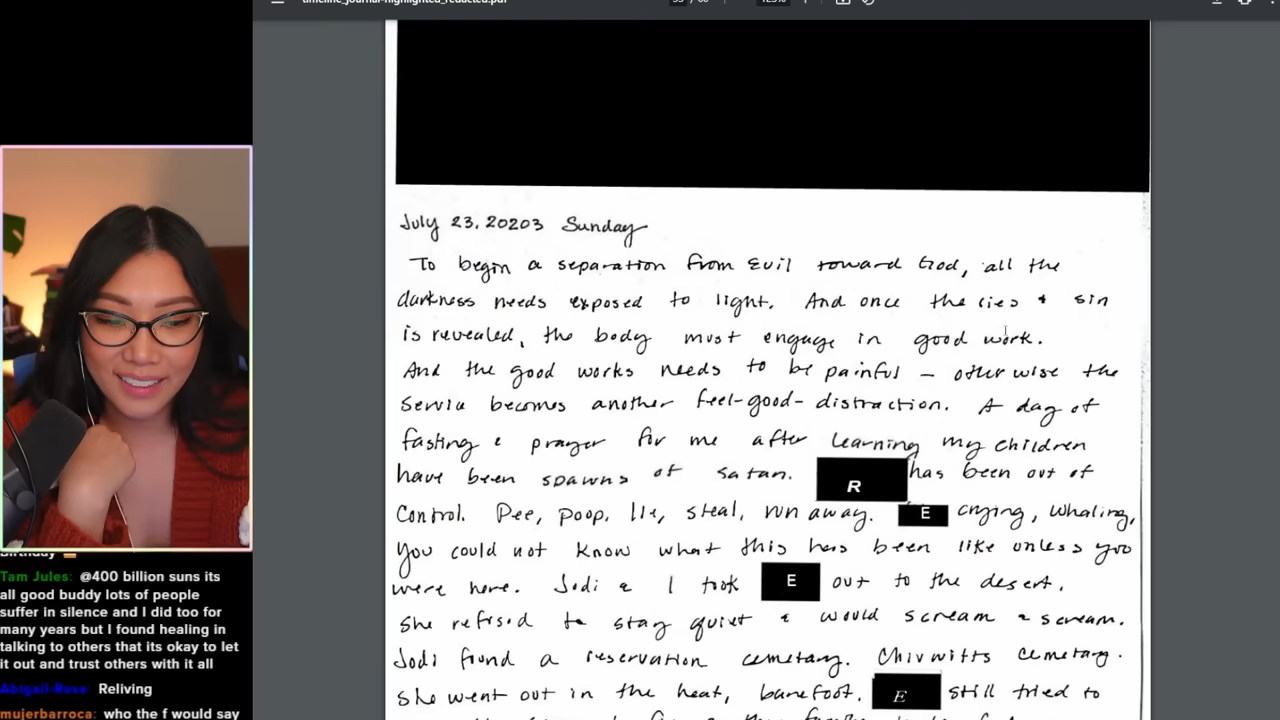 timeline_journal-highlighted_redacted.pdf
July 23. 20203 Sunday
To begin a separation from Evil toward God, all the
darkness needs exposed to light. And once the lies & sin
is revealed, the body must engage in good work.
And the good works needs to be painful – otherwise the
Service becomes another feel-good-distraction. A day of
fasting & prayer for me after learning my children
have been spawns of satan. R has been out of
Control. Pee, poop, lie, steal, run away. E crying, whaling,
You could not know what this has been like unless you
were here. Jodi & I took E out to the desert.
She refused to stay quiet & would scream & scream.
Jodi found a reservation cemetary. Chivwitts cemetary.
She went out in the heat, barefoot. E still tried to
Birthday
Tam Jules: @400 billion suns its
all good buddy lots of people
suffer in silence and I did too for
many years but I found healing in
talking to others that its okay to let
it out and trust others with it all
Abigail-Rose Reliving
mujerbarroca: who the f would say